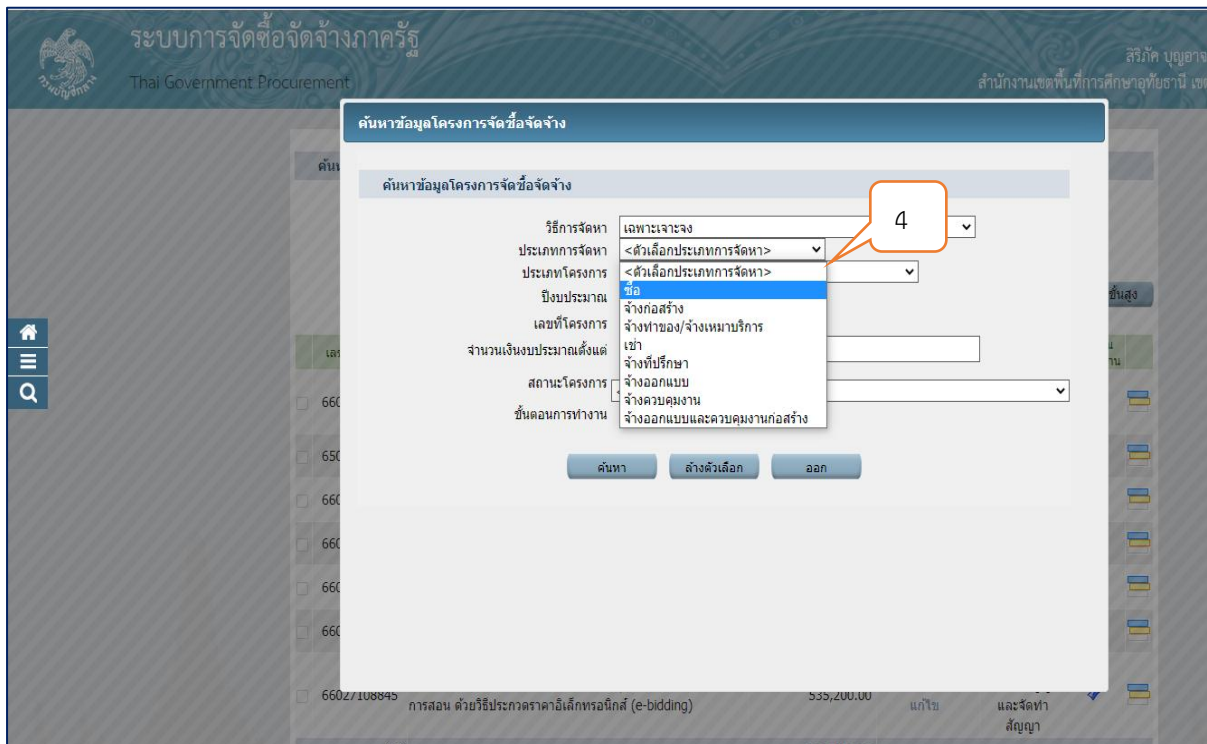 ระบบการจัดซื้อจัดจ้างภาครัฐ
Thai Government Procurement
สิริภัค บุญอาจ
สำนักงานเขตพื้นที่การศึกษาอุทัยธานี เขต
ค้นหาข้อมูลโครงการจัดซื้อจัดจ้าง
ค้น
ค้นหาข้อมูลโครงการจัดซื้อจัดจ้าง
4
วิธีการจัดหา เฉพาะเจาะจง
ประเภทการจัดหา <ตัวเลือกประเภทการจัดหา>
ประเภทโครงการ <ตัวเลือกประเภทการจัดหา>
ปีงบประมาณ ซื้อ
ขั้นสูง
จ้างก่อสร้าง
เลขที่โครงการ จ้างทำของ/จ้างเหมาบริการ
จำนวนเงินงบประมาณตั้งแต่ เช่า
จ้างที่ปรึกษา
สถานะโครงการ จ้างออกแบบ
จ้างควบคุมงาน
ขั้นตอนการทำงาน จ้างออกแบบและควบคุมงานก่อสร้าง
660
650
660
660
660
660
ค้นหา ล้างตัวเลือก ออก
66027108845 535,200.00
การสอน ด้วยวิธีประกวดราคาอิเล็กทรอนิกส์ (e-bidding) แก้ไข และจัดทำ
สัญญา